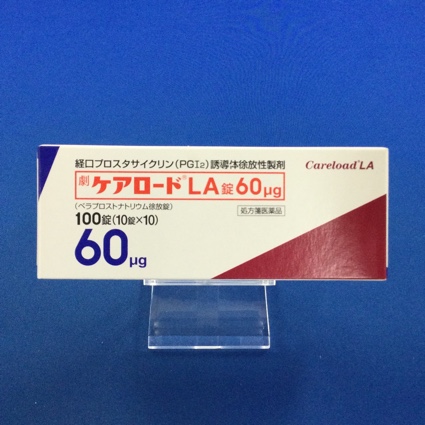 経口プロスタサイクリン(PGI₂)誘導体徐放性製剤
Careload® LA
劇 ケアロード® LA錠60μg
(ベラプロストナトリウム徐放錠)
処方箋医薬品
100錠(10錠×10)
60μg